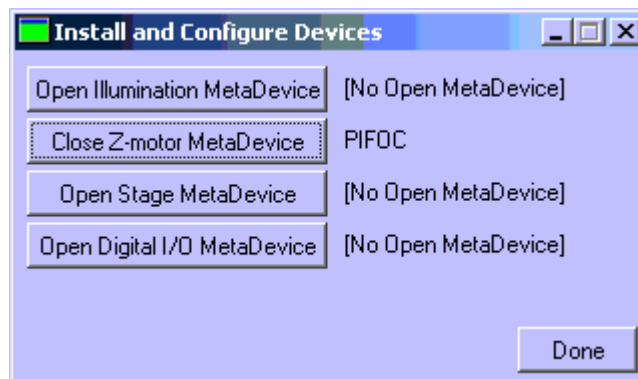 Install and Configure Devices
Open Illumination MetaDevice [No Open MetaDevice]
Close Z-motor MetaDevice PIFOC
Open Stage MetaDevice [No Open MetaDevice]
Open Digital I/O MetaDevice [No Open MetaDevice]
Done